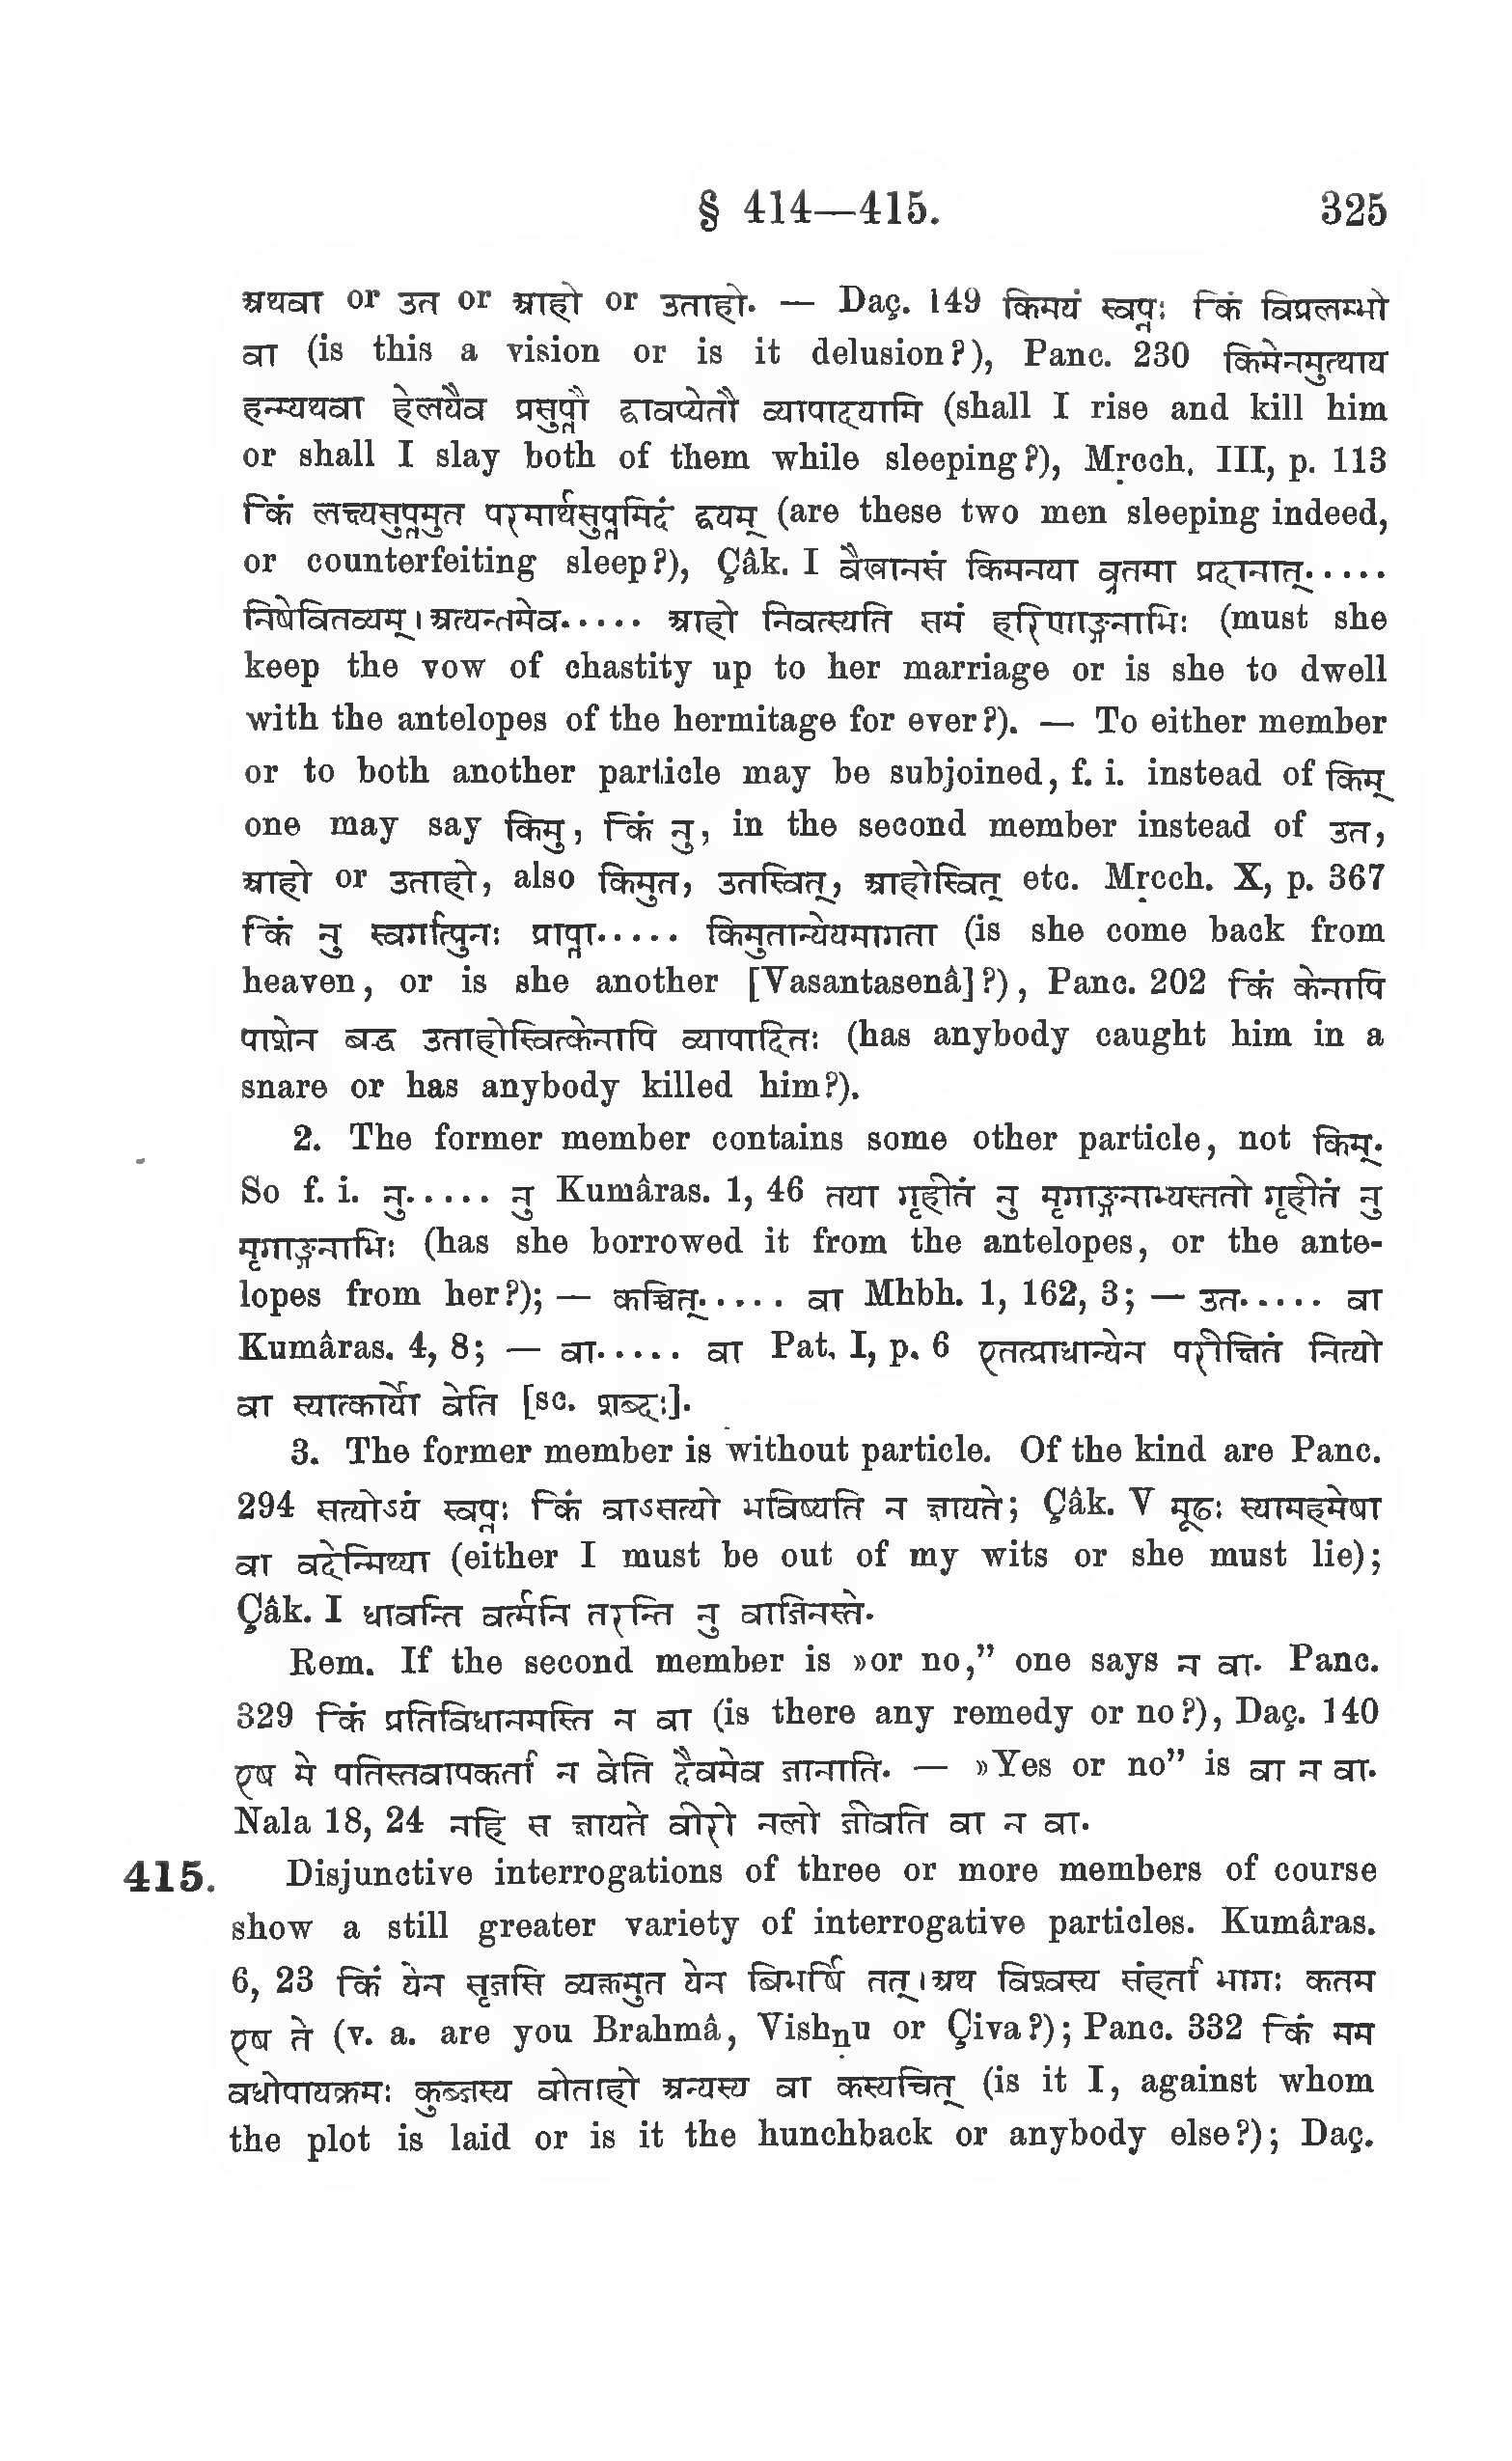 § 414—415. 325
अथवा or उत or आहो or उताहो. — Daç. 149 किमयं स्वप्नः किं विप्रलम्भो
वा (is this a vision or is it delusion?), Panc. 230 किमेनमुत्थाय
हन्म्यथवा हेलयैव प्रसुप्तौ द्वावप्येतौ व्यापादयामि (shall I rise and kill him
or shall I slay both of them while sleeping?), Mṛcch. III, p. 113
किं लक्ष्यसुप्तमुत परमार्थसुप्तमिदं द्वयम् (are these two men sleeping indeed,
or counterfeiting sleep?), Çâk. I वैखानसं किमनया व्रतमा प्रदानात्.....
निषेवितव्यम्।अत्यन्तमेव..... आहो निवत्स्यति समं हरिणाङ्गनाभिः (must she
keep the vow of chastity up to her marriage or is she to dwell
with the antelopes of the hermitage for ever?). — To either member
or to both another particle may be subjoined, f. i. instead of किम्
one may say किमु, किं नु, in the second member instead of उत,
आहो or उताहो, also किमुत, उतस्वित्, आहोस्वित् etc. Mṛcch. X, p. 367
किं नु स्वर्गात्पुनः प्राप्ता..... किमुतान्येयमागता (is she come back from
heaven, or is she another [Vasantasenâ]?), Panc. 202 किं केनापि
पाशेन बद्ध उताहोस्वित्केनापि व्यापादितः (has anybody caught him in a
snare or has anybody killed him?).
2. The former member contains some other particle, not किम्.
So f. i. नु..... नु Kumâras. 1, 46 तया गृहीतं नु मृगाङ्गनाभ्यस्ततो गृहीतं नु
मृगाङ्गनाभिः (has she borrowed it from the antelopes, or the ante-
lopes from her?); — कच्चित्..... वा Mhbh. 1, 162, 3; — उत..... वा
Kumâras. 4, 8; — वा..... वा Pat. I, p. 6 एतत्प्राधान्येन परीक्षितं नित्यो
वा स्यात्कार्यो वेति [sc. शब्दः].
3. The former member is without particle. Of the kind are Panc.
294 सत्योऽयं स्वप्नः किं वाऽसत्यो भविष्यति न ज्ञायते; Çâk. V मूढः स्यामहमेषा
वा वदेन्मिथ्या (either I must be out of my wits or she must lie);
Çâk. I धावन्ति वर्त्मनि तरन्ति नु वाजिनस्ते.
Rem. If the second member is »or no,” one says न वा. Panc.
329 किं प्रतिविधानमस्ति न वा (is there any remedy or no?), Daç. 140
एष मे पतिस्तवापकर्ता न वेति दैवमेव जानाति. — »Yes or no” is वा न वा.
Nala 18, 24 नहि स ज्ञायते वीरो नलो जीवति वा न वा.
415. Disjunctive interrogations of three or more members of course
show a still greater variety of interrogative particles. Kumâras.
6, 23 किं येन सृजसि व्यक्तमुत येन बिभर्षि तत्।अथ विश्वस्य संहर्ता भागः कतम
एष ते (v. a. are you Brahmâ, Vishṇu or Çiva?); Panc. 332 किं मम
वधोपायक्रमः कुब्जस्य वोताहो अन्यस्य वा कस्यचित् (is it I, against whom
the plot is laid or is it the hunchback or anybody else?); Daç.